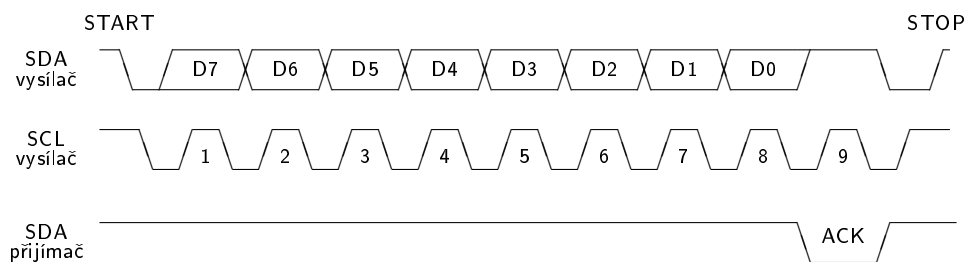 START STOP
SDA
vysílač
D7 D6 D5 D4 D3 D2 D1 D0
SCL
vysílač
1 2 3 4 5 6 7 8 9
SDA
přijímač
ACK